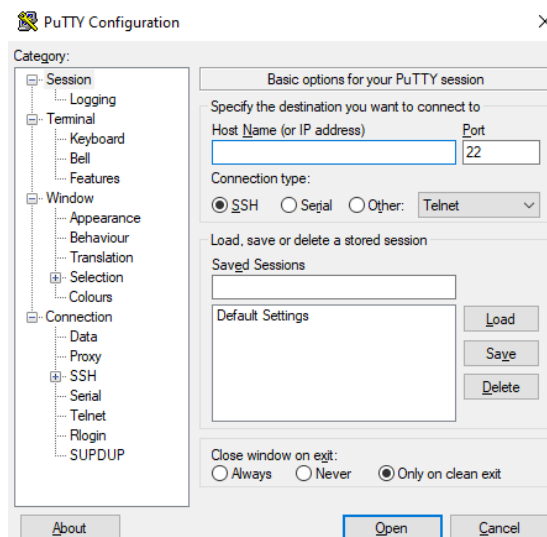 PuTTY Configuration
Category:
Session
Logging
Terminal
Keyboard
Bell
Features
Window
Appearance
Behaviour
Translation
Selection
Colours
Connection
Data
Proxy
SSH
Serial
Telnet
Rlogin
SUPDUP
Basic options for your PuTTY session
Specify the destination you want to connect to
Host Name (or IP address) Port
22
Connection type:
SSH Serial Other: Telnet
Load, save or delete a stored session
Saved Sessions
Default Settings
Load
Save
Delete
Close window on exit:
Always Never Only on clean exit
About Open Cancel